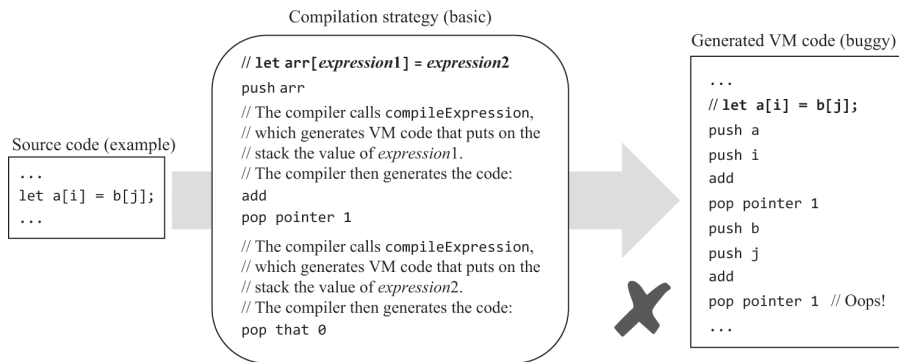 Compilation strategy (basic)
Generated VM code (buggy)
Source code (example)
...
let a[i] = b[j];
...
// let arr[expression1] = expression2
push arr
// The compiler calls compileExpression,
// which generates VM code that puts on the
// stack the value of expression1.
// The compiler then generates the code:
add
pop pointer 1
// The compiler calls compileExpression,
// which generates VM code that puts on the
// stack the value of expression2.
// The compiler then generates the code:
pop that 0
...
// let a[i] = b[j];
push a
push i
add
pop pointer 1
push b
push j
add
pop pointer 1 // Oops!
...